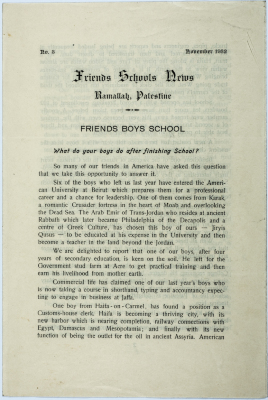 No. 8 November 1932
Friends Schools News
Ramallah, Palestine
FRIENDS BOYS SCHOOL
What do your boys do after finishing School?
So many of our friends in America have asked this question
that we take this opportunity to answer it.
Six of the boys who left us last year have entered the Ameri-
can University at Beirut which prepares them for a professional
career and a chance for leadership. One of them comes from Karak,
a romantic Crusader fortress in the heart of Moab and overlooking
the Dead Sea. The Arab Emir of Trans-Jordan who resides at ancient
Rabbath which later became Philadelphia of the Decapolis and a
centre of Greek Culture, has chosen this boy of ours — Jiryis
— to be educated at his expense in the University and then
become a teacher in the land beyond the Jordan.
We are delighted to report that one of our boys, after four
years of secondary education, is keen on the soil. He left for the
Government stud farm at Acre to get practical training and then
earn his livelihood from mother earth.
Commercial life has claimed one of our last year's boys who
is now taking a course in shorthand, typing and accountancy expec-
ting to engage in business at Jaffa.
One boy from Haifa - on - Carmel, has found a position as a
Customs-house clerk. Haifa is becoming a thriving city, with its
new harbor which is nearing completion, railway connections with
Egypt, Damascus and Mesopotamia; and finally with its new
function of being the outlet for the oil in ancient Assyria. American